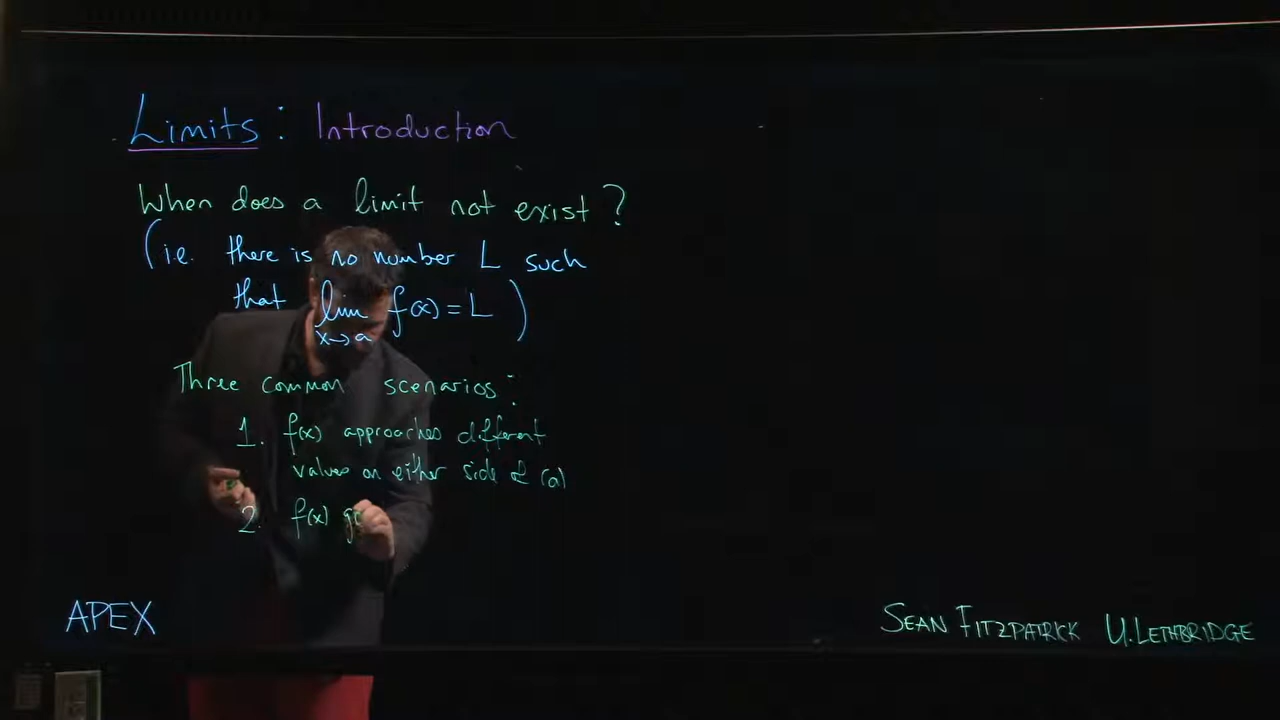 Limits: Introduction
When does a limit not exist?
(i.e. there is no number L such
that lim f(x) = L )
x→a
Three common scenarios:
1. f(x) approaches different
values on either side of (a)
2. f(x) go
APEX
SEAN FITZPATRICK U. LETHBRIDGE